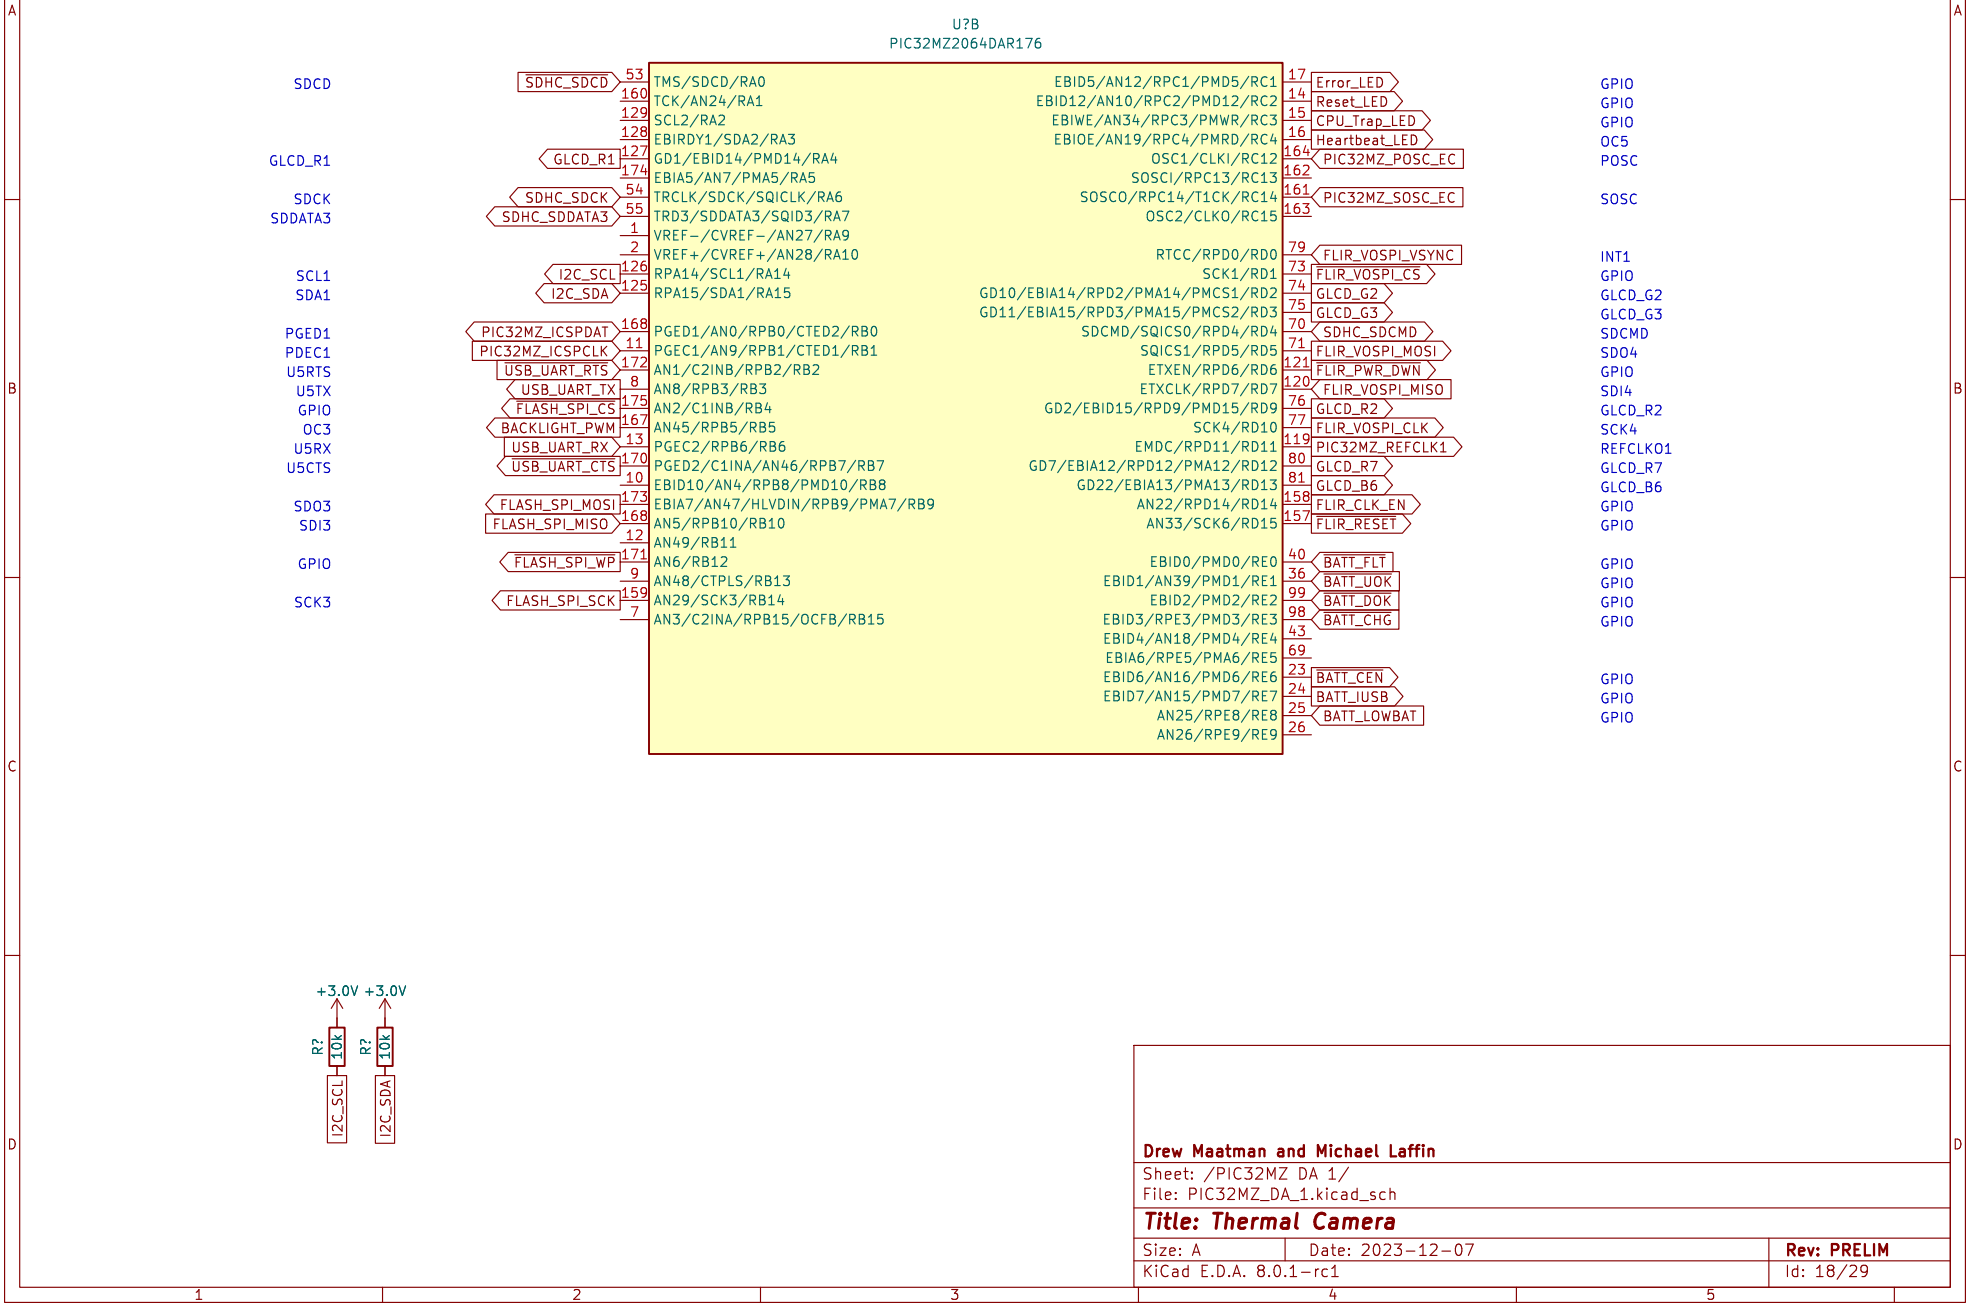 A A
U?B
PIC32MZ2064DAR176
SDCD SDHC_SDCD 53 TMS/SDCD/RA0 EBID5/AN12/RPC1/PMD5/RC1 17 Error_LED GPIO
160 TCK/AN24/RA1 EBID12/AN10/RPC2/PMD12/RC2 14 Reset_LED GPIO
129 SCL2/RA2 EBIWE/AN34/RPC3/PMWR/RC3 15 CPU_Trap_LED GPIO
128 EBIRDY1/SDA2/RA3 EBIOE/AN19/RPC4/PMRD/RC4 16 Heartbeat_LED OC5
GLCD_R1 GLCD_R1 127 GD1/EBID14/PMD14/RA4 OSC1/CLKI/RC12 164 PIC32MZ_POSC_EC POSC
174 EBIA5/AN7/PMA5/RA5 SOSCI/RPC13/RC13 162
SDCK SDHC_SDCK 54 TRCLK/SDCK/SQICLK/RA6 SOSCO/RPC14/T1CK/RC14 161 PIC32MZ_SOSC_EC SOSC
SDDATA3 SDHC_SDDATA3 55 TRD3/SDDATA3/SQID3/RA7 OSC2/CLKO/RC15 163
1 VREF-/CVREF-/AN27/RA9
2 VREF+/CVREF+/AN28/RA10 RTCC/RPD0/RD0 79 FLIR_VOSPI_VSYNC INT1
SCL1 I2C_SCL 126 RPA14/SCL1/RA14 SCK1/RD1 73 FLIR_VOSPI_CS GPIO
SDA1 I2C_SDA 125 RPA15/SDA1/RA15 GD10/EBIA14/RPD2/PMA14/PMCS1/RD2 74 GLCD_G2 GLCD_G2
GD11/EBIA15/RPD3/PMA15/PMCS2/RD3 75 GLCD_G3 GLCD_G3
PGED1 PIC32MZ_ICSPDAT 168 PGED1/AN0/RPB0/CTED2/RB0 SDCMD/SQICS0/RPD4/RD4 70 SDHC_SDCMD SDCMD
PDEC1 PIC32MZ_ICSPCLK 11 PGEC1/AN9/RPB1/CTED1/RB1 SQICS1/RPD5/RD5 71 FLIR_VOSPI_MOSI SDO4
U5RTS USB_UART_RTS 172 AN1/C2INB/RPB2/RB2 ETXEN/RPD6/RD6 121 FLIR_PWR_DWN GPIO
B U5TX USB_UART_TX 8 AN8/RPB3/RB3 ETXCLK/RPD7/RD7 120 FLIR_VOSPI_MISO SDI4 B
GPIO FLASH_SPI_CS 175 AN2/C1INB/RB4 GD2/EBID15/RPD9/PMD15/RD9 76 GLCD_R2 GLCD_R2
OC3 BACKLIGHT_PWM 167 AN45/RPB5/RB5 SCK4/RD10 77 FLIR_VOSPI_CLK SCK4
U5RX USB_UART_RX 13 PGEC2/RPB6/RB6 EMDC/RPD11/RD11 119 PIC32MZ_REFCLK1 REFCLKO1
U5CTS USB_UART_CTS 170 PGED2/C1INA/AN46/RPB7/RB7 GD7/EBIA12/RPD12/PMA12/RD12 80 GLCD_R7 GLCD_R7
10 EBID10/AN4/RPB8/PMD10/RB8 GD22/EBIA13/PMA13/RD13 81 GLCD_B6 GLCD_B6
SDO3 FLASH_SPI_MOSI 173 EBIA7/AN47/HLVDIN/RPB9/PMA7/RB9 AN22/RPD14/RD14 158 FLIR_CLK_EN GPIO
SDI3 FLASH_SPI_MISO 168 AN5/RPB10/RB10 AN33/SCK6/RD15 157 FLIR_RESET GPIO
12 AN49/RB11
GPIO FLASH_SPI_WP 171 AN6/RB12 EBID0/PMD0/RE0 40 BATT_FLT GPIO
9 AN48/CTPLS/RB13 EBID1/AN39/PMD1/RE1 36 BATT_UOK GPIO
SCK3 FLASH_SPI_SCK 159 AN29/SCK3/RB14 EBID2/PMD2/RE2 99 BATT_DOK GPIO
7 AN3/C2INA/RPB15/OCFB/RB15 EBID3/RPE3/PMD3/RE3 98 BATT_CHG GPIO
EBID4/AN18/PMD4/RE4 43
EBIA6/RPE5/PMA6/RE5 69
EBID6/AN16/PMD6/RE6 23 BATT_CEN GPIO
EBID7/AN15/PMD7/RE7 24 BATT_IUSB GPIO
AN25/RPE8/RE8 25 BATT_LOWBAT GPIO
AN26/RPE9/RE9 26
C C
+3.0V +3.0V
R? 10k R? 10k
I2C_SCL I2C_SDA
D D
Drew Maatman and Michael Laffin
Sheet: /PIC32MZ DA 1/
File: PIC32MZ_DA_1.kicad_sch
Title: Thermal Camera
Size: A Date: 2023-12-07 Rev: PRELIM
KiCad E.D.A. 8.0.1-rc1 Id: 18/29
1 2 3 4 5